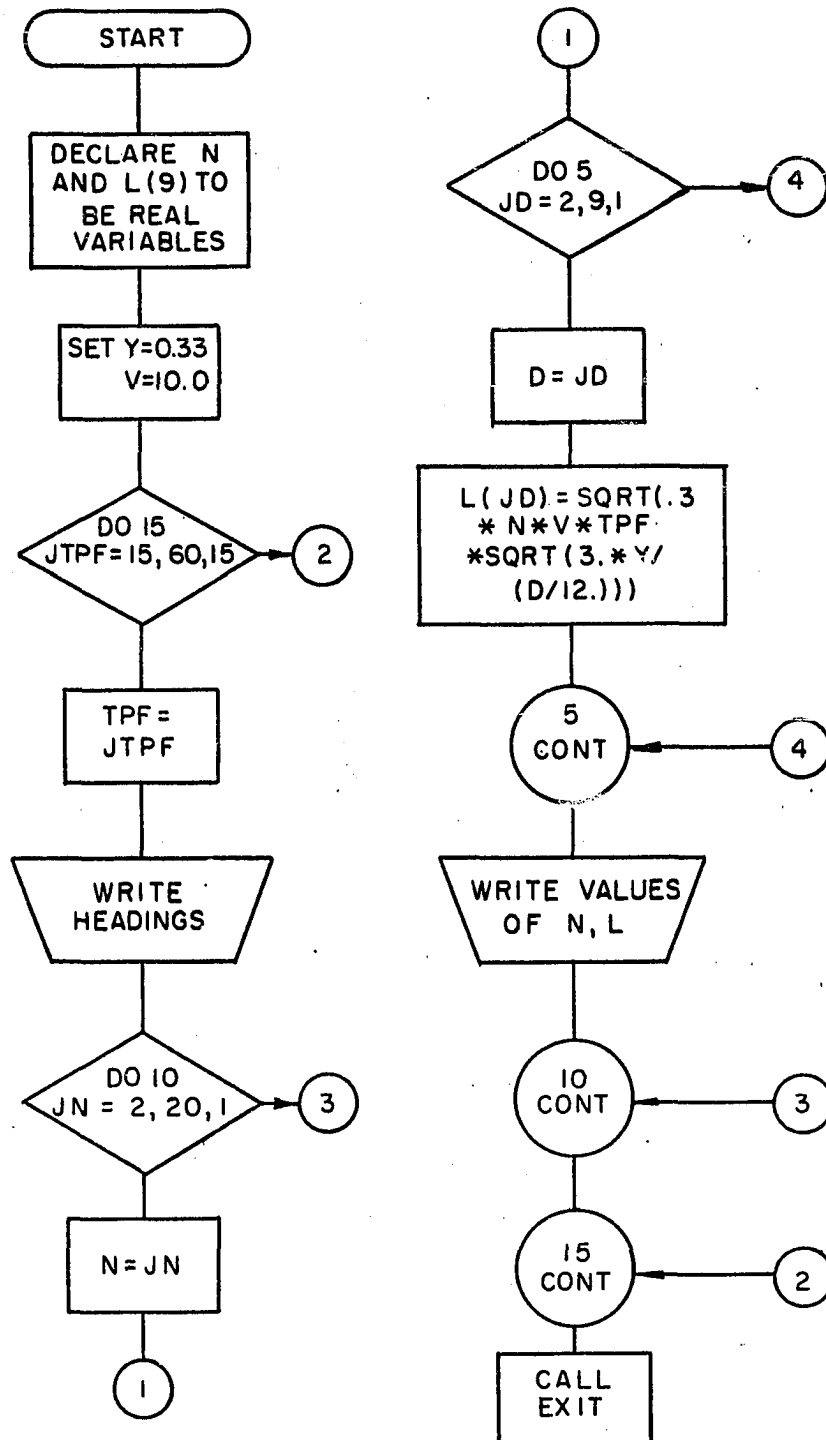 START
DECLARE N
AND L(9) TO
BE REAL
VARIABLES
SET Y=0.33
V=10.0
DO 15
JTPF=15, 60,15
2
TPF =
JTPF
WRITE
HEADINGS
DO 10
JN = 2, 20, 1
3
N=JN
1
1
DO 5
JD = 2,9,1
4
D= JD
L(JD)=SQRT(.3
* N*V*TPF
*SQRT(3.*Y/
(D/12.)))
5
CONT
4
WRITE VALUES
OF N, L
10
CONT
3
15
CONT
2
CALL
EXIT